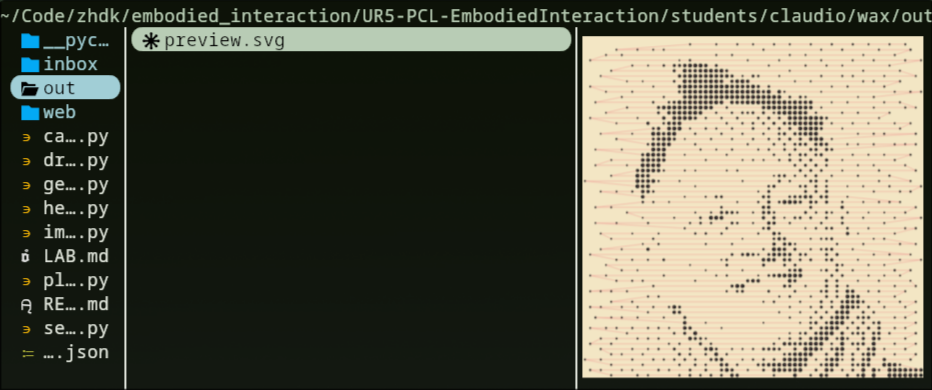 ~/Code/zhdk/embodied_interaction/UR5-PCL-EmbodiedInteraction/students/claudio/wax/out
__pyc…
preview.svg
inbox
out
web
ca….py
dr….py
ge….py
he….py
im….py
LAB.md
pl….py
RE….md
se….py
….json